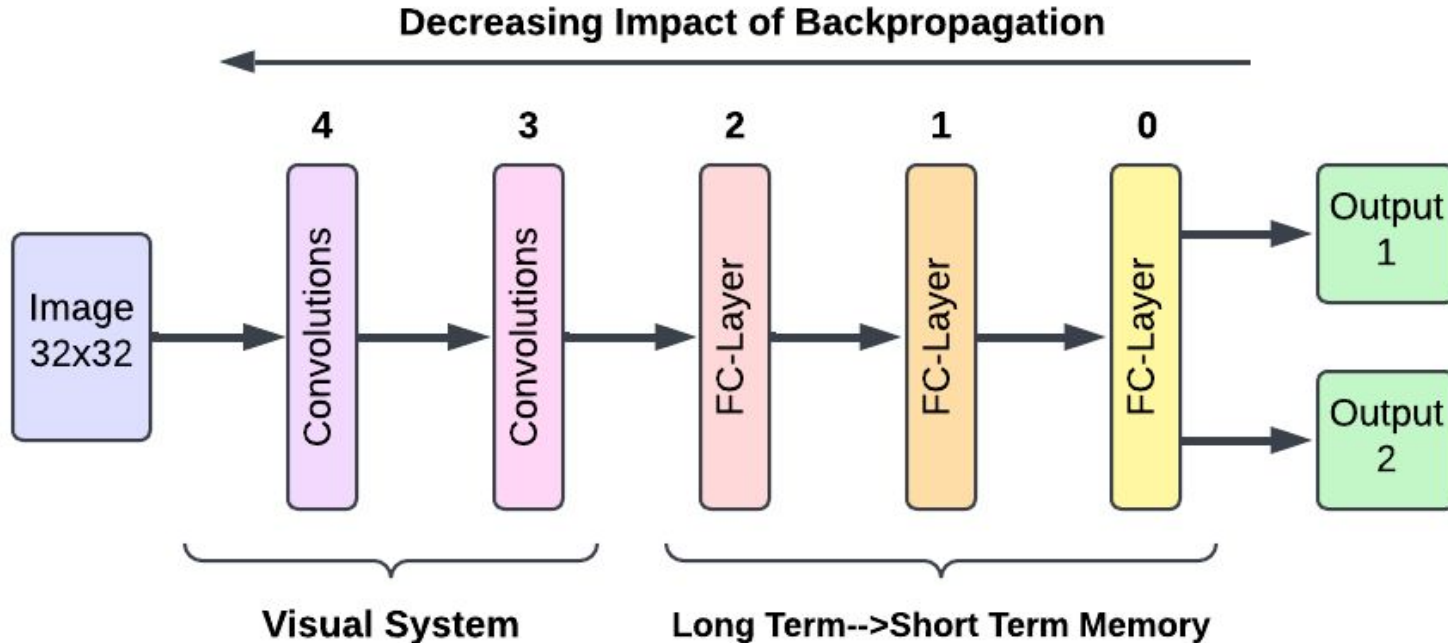 Decreasing Impact of Backpropagation
4
3
2
1
0
Image
32x32
Convolutions
Convolutions
FC-Layer
FC-Layer
FC-Layer
Output
1
Output
2
Visual System
Long Term-->Short Term Memory